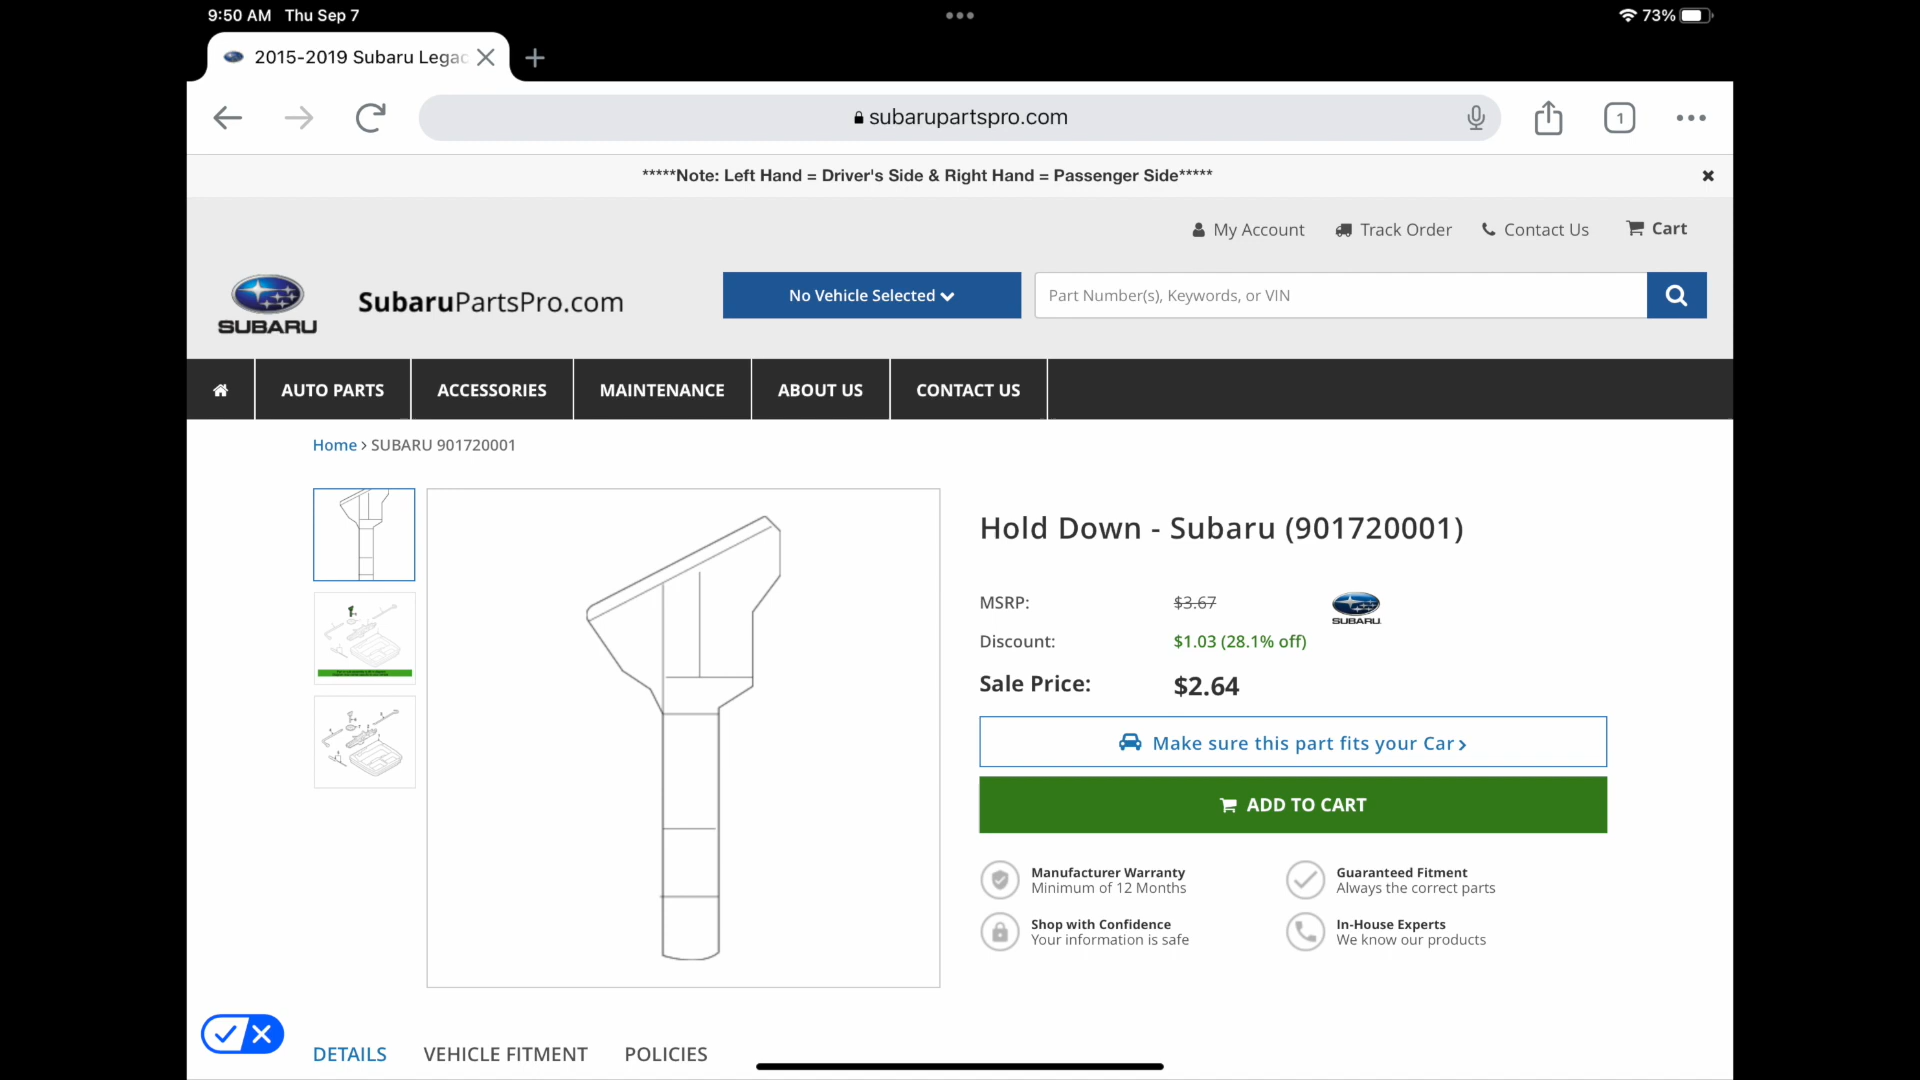 9:50 AM Thu Sep 7
73%
2015-2019 Subaru Legac
subarupartspro.com
1
*****Note: Left Hand = Driver's Side & Right Hand = Passenger Side*****
My Account
Track Order
Contact Us
Cart
SUBARU
SubaruPartsPro.com
No Vehicle Selected
Part Number(s), Keywords, or VIN
AUTO PARTS
ACCESSORIES
MAINTENANCE
ABOUT US
CONTACT US
Home > SUBARU 901720001
Hold Down - Subaru (901720001)
MSRP: $3.67
SUBARU
Discount: $1.03 (28.1% off)
Sale Price: $2.64
Make sure this part fits your Car >
ADD TO CART
Manufacturer Warranty
Minimum of 12 Months
Guaranteed Fitment
Always the correct parts
Shop with Confidence
Your information is safe
In-House Experts
We know our products
DETAILS
VEHICLE FITMENT
POLICIES